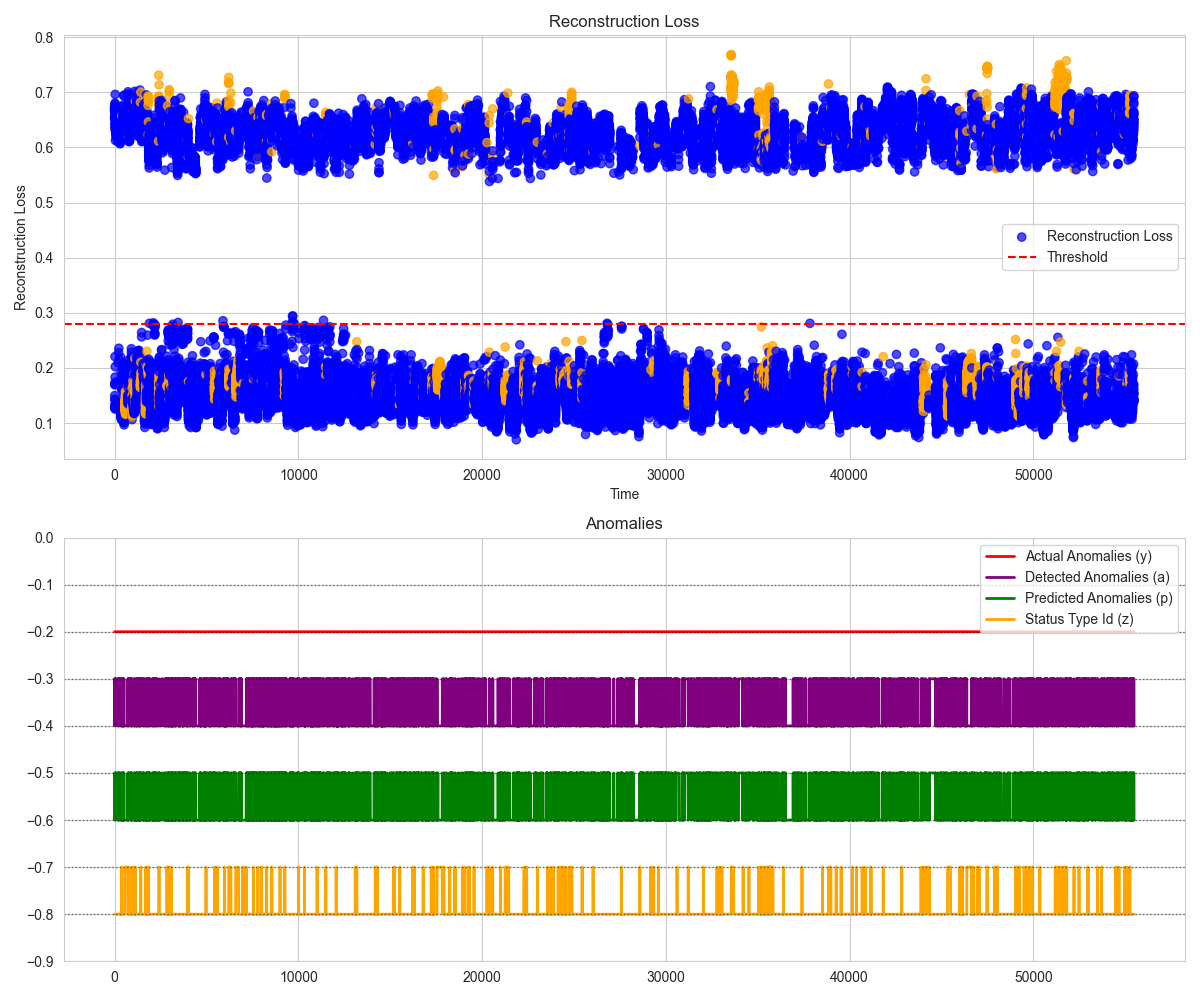 Reconstruction Loss
0.8
0.7
0.6
0.5
0.4
0.3
0.2
0.1
Reconstruction Loss
Reconstruction Loss
Threshold
0 10000 20000 30000 40000 50000
Time
Anomalies
0.0
−0.1
−0.2
−0.3
−0.4
−0.5
−0.6
−0.7
−0.8
−0.9
Actual Anomalies (y)
Detected Anomalies (a)
Predicted Anomalies (p)
Status Type Id (z)
0 10000 20000 30000 40000 50000